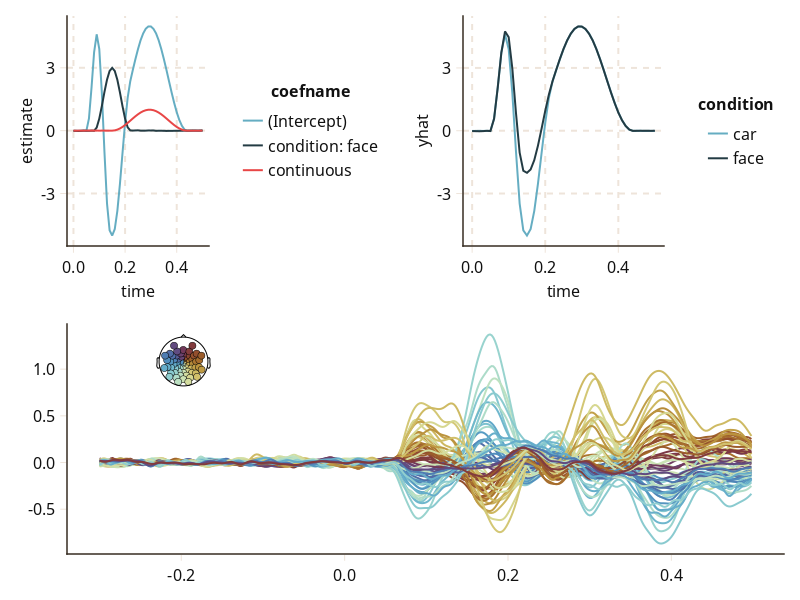 estimate
3
0
-3
0.0 0.2 0.4
time
coefname
(Intercept)
condition: face
continuous
yhat
3
0
-3
0.0 0.2 0.4
time
condition
car
face
1.0
0.5
0.0
-0.5
-0.2 0.0 0.2 0.4